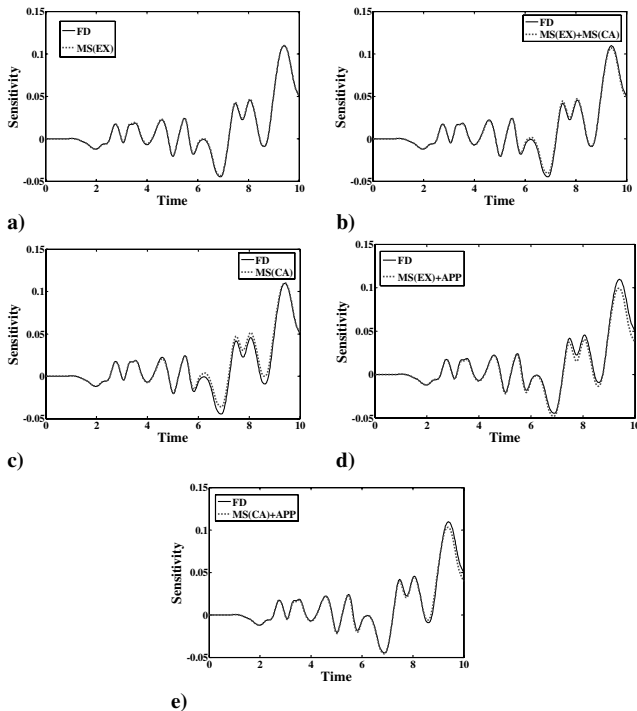 0.15
0.1
0.05
0
-0.05
Sensitivity
FD
MS(EX)
0 2 4 6 8 10
Time
a)
0.15
0.1
0.05
0
-0.05
Sensitivity
FD
MS(EX)+MS(CA)
0 2 4 6 8 10
Time
b)
0.15
0.1
0.05
0
-0.05
Sensitivity
FD
MS(CA)
0 2 4 6 8 10
Time
c)
0.15
0.1
0.05
0
-0.05
Sensitivity
FD
MS(EX)+APP
0 2 4 6 8 10
Time
d)
0.15
0.1
0.05
0
-0.05
Sensitivity
FD
MS(CA)+APP
0 2 4 6 8 10
Time
e)